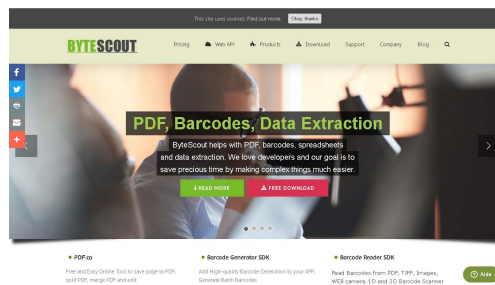 This site uses cookies: Find out more. Okay, thanks
BYTESCOUT
Pricing Web API Products Download Support Company Blog
PDF, Barcodes, Data Extraction
ByteScout helps with PDF, barcodes, spreadsheets
and data extraction. We love developers and our goal is to
save precious time by making complex things much easier.
READ MORE FREE DOWNLOAD
PDF.co Barcode Generator SDK Barcode Reader SDK
Free and Easy Online Tool to save page to PDF,
split PDF, merge PDF and edit
Add High-quality Barcode Generation to your APP,
Generate Batch Barcodes
Read Barcodes from PDF, TIFF, Images,
WEB camera, 1D and 2D Barcode Scanner
Aide